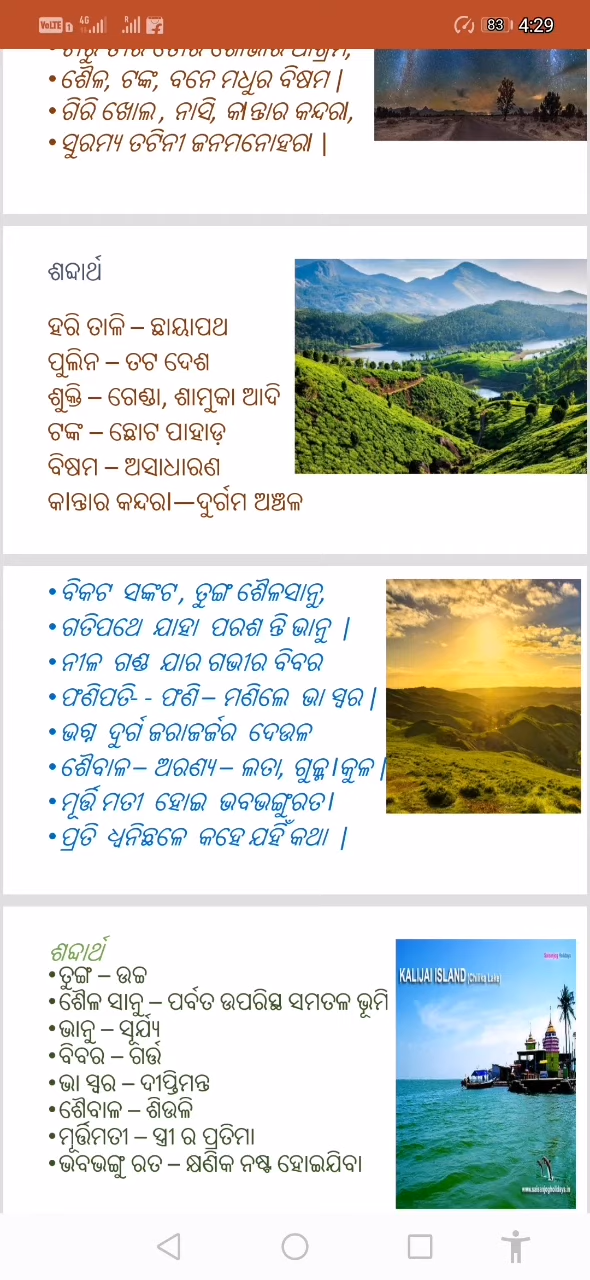 VoLTE 4G R 83 4:29
• ଶୈଳ, ଟଙ୍କ, ବନେ ମଧୁର ବିଷମ |
• ଗିରି ଖୋଲ , ନାସି, କାନ୍ତାର କନ୍ଦରା,
• ସୁରମ୍ୟ ତଟିନୀ ଜନମନୋହରା |
ଶବ୍ଦାର୍ଥ
ହରି ତାଳି – ଛାୟାପଥ
ପୁଲିନ – ତଟ ଦେଶ
ଶୁକ୍ତି – ଗେଣ୍ଡା, ଶାମୁକା ଆଦି
ଟଙ୍କ – ଛୋଟ ପାହାଡ଼
ବିଷମ – ଅସାଧାରଣ
କାନ୍ତାର କନ୍ଦରା—ଦୁର୍ଗମ ଅଞ୍ଚଳ
• ବିକଟ ସଙ୍କଟ , ତୁଙ୍ଗ ଶୈଳସାନୁ,
• ଗତିପଥେ ଯାହା ପରଶ ନ୍ତି ଭାନୁ |
• ନୀଳ ଗଣ୍ଡ ଯାର ଗଭୀର ବିବର
• ଫଣିପତି- - ଫଣି – ମଣିଲେ ଭା ସ୍ୱର |
• ଭଗ୍ନ ଦୁର୍ଗ ଜରାଜର୍ଜର ଦେଉଳ
• ଶୈବାଳ – ଅରଣ୍ୟ – ଲତା, ଗୁଳ୍ମାକୁଳ |
• ମୂର୍ତ୍ତି ମତୀ ହୋଇ ଭବଭଙ୍ଗୁରତା
• ପ୍ରତି ଧ୍ୱନିଛଳେ କହେ ଯହିଁ କଥା |
ଶବ୍ଦାର୍ଥ
• ତୁଙ୍ଗ – ଉଚ୍ଚ
• ଶୈଳ ସାନୁ – ପର୍ବତ ଉପରିସ୍ଥ ସମତଳ ଭୂମି
• ଭାନୁ – ସୂର୍ଯ୍ୟ
• ବିବର – ଗର୍ତ୍ତ
• ଭା ସ୍ୱର – ଦୀପ୍ତିମନ୍ତ
• ଶୈବାଳ – ଶିଉଳି
• ମୂର୍ତ୍ତିମତୀ – ସ୍ତ୍ରୀ ର ପ୍ରତିମା
• ଭବଭଙ୍ଗୁ ରତ – କ୍ଷଣିକ ନଷ୍ଟ ହୋଇଯିବା
KALIJAI ISLAND (Chilika Lake)